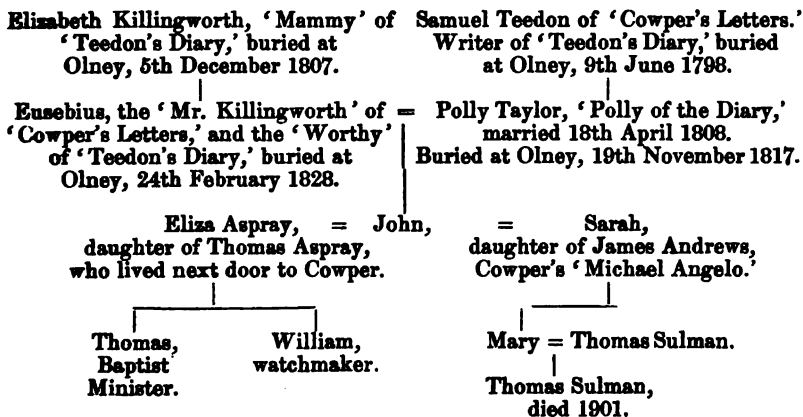 Elizabeth Killingworth, ‘Mammy’ of
‘Teedon’s Diary,’ buried at
Olney, 5th December 1807.
Samuel Teedon of ‘Cowper’s Letters.’
Writer of ‘Teedon’s Diary,’ buried
at Olney, 9th June 1798.
Eusebius, the ‘Mr. Killingworth’ of =
‘Cowper’s Letters,’ and the ‘Worthy’
of ‘Teedon’s Diary,’ buried at
Olney, 24th February 1828.
Polly Taylor, ‘Polly of the Diary,’
married 18th April 1808.
Buried at Olney, 19th November 1817.
Eliza Aspray, = John, = Sarah,
daughter of Thomas Aspray,
who lived next door to Cowper.
daughter of James Andrews,
Cowper’s ‘Michael Angelo.’
Thomas,
Baptist
Minister.
William,
watchmaker.
Mary = Thomas Sulman.
Thomas Sulman,
died 1901.